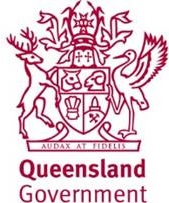 AUDAX AT FIDELIS
Queensland
Government